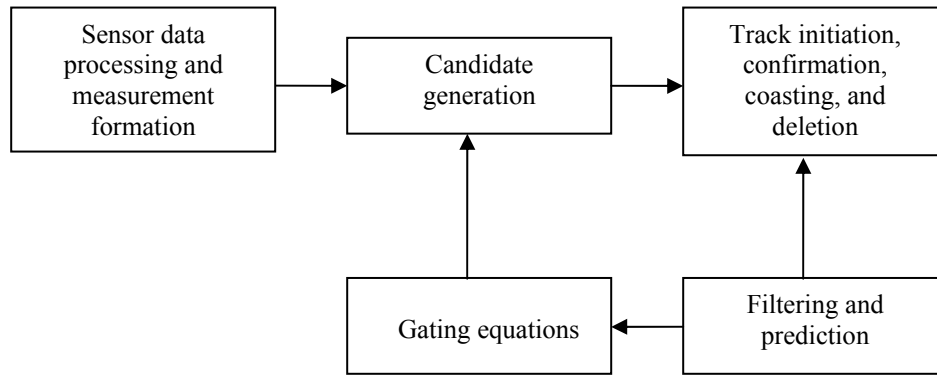 Sensor data
processing and
measurement
formation
Candidate
generation
Track initiation,
confirmation,
coasting, and
deletion
Gating equations
Filtering and
prediction